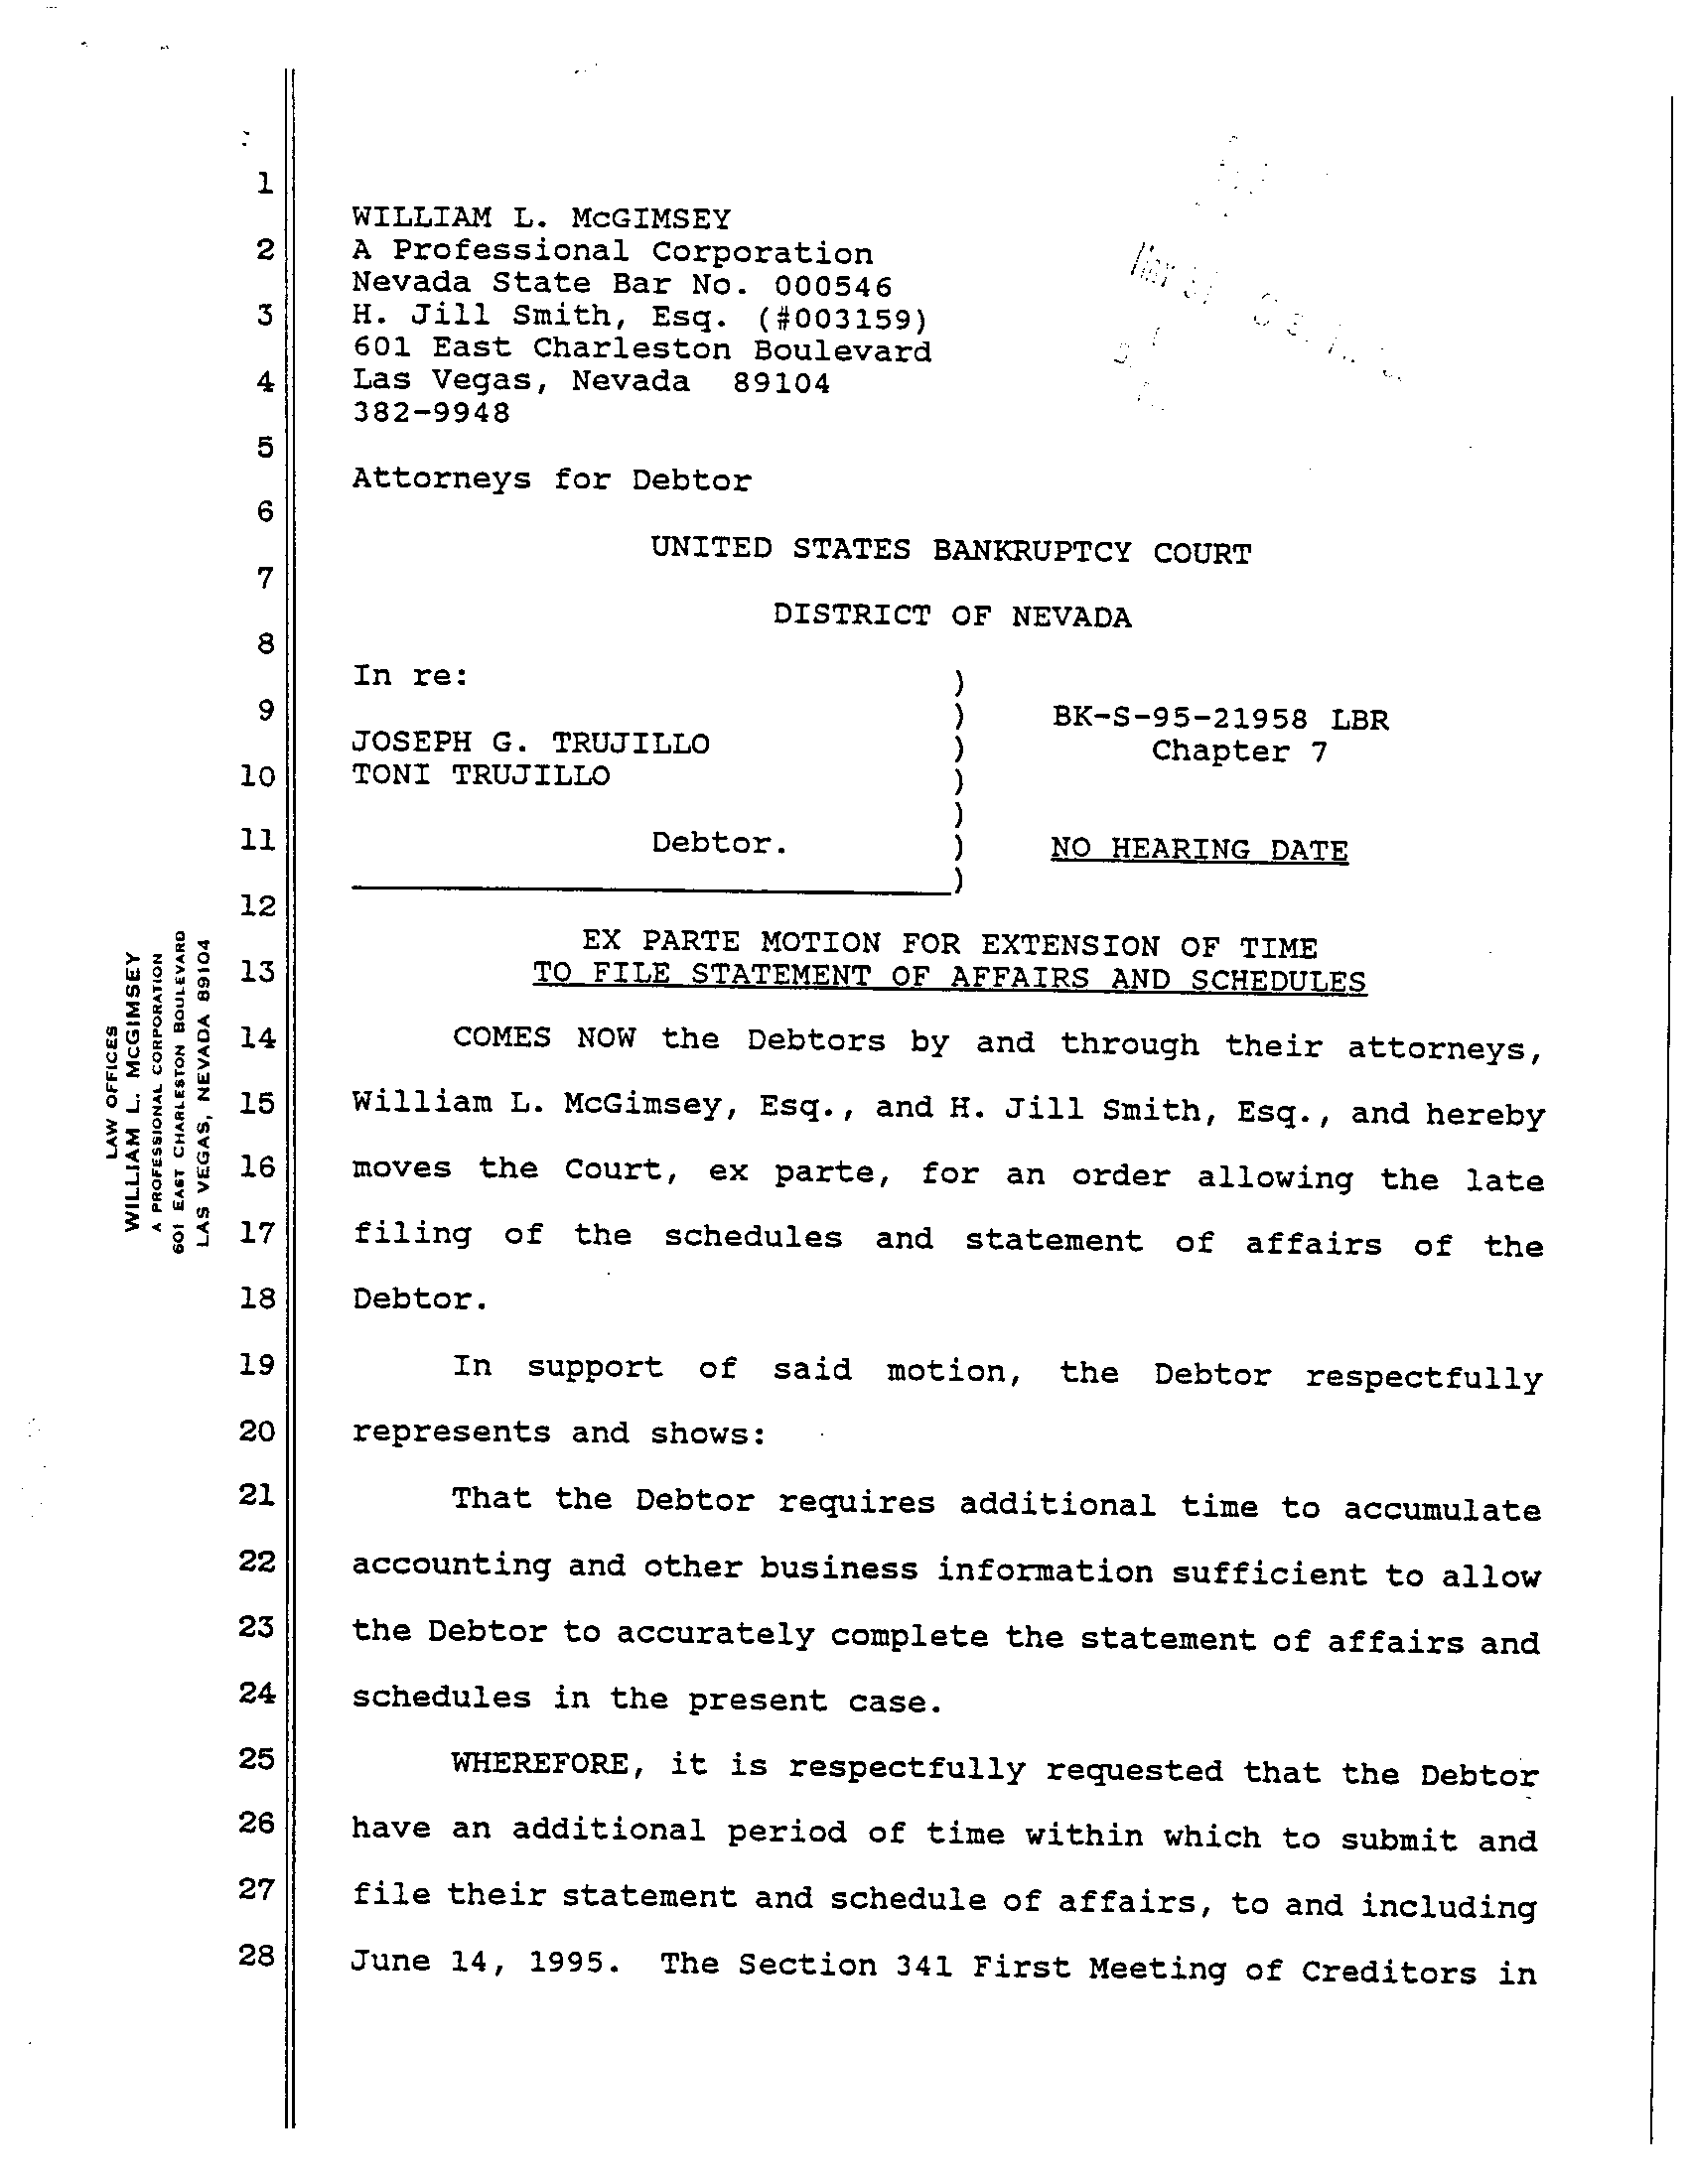 1
WILLIAM L. McGIMSEY
2 A Professional Corporation
Nevada State Bar No. 000546
3 H. Jill Smith, Esq. (#003159)
601 East Charleston Boulevard
4 Las Vegas, Nevada 89104
382-9948
5
Attorneys for Debtor
6
UNITED STATES BANKRUPTCY COURT
7
DISTRICT OF NEVADA
8
In re: )
9 ) BK-S-95-21958 LBR
JOSEPH G. TRUJILLO ) Chapter 7
10 TONI TRUJILLO )
)
11 Debtor. ) NO HEARING DATE
)
12
EX PARTE MOTION FOR EXTENSION OF TIME
13 TO FILE STATEMENT OF AFFAIRS AND SCHEDULES
14 COMES NOW the Debtors by and through their attorneys,
15 William L. McGimsey, Esq., and H. Jill Smith, Esq., and hereby
16 moves the Court, ex parte, for an order allowing the late
17 filing of the schedules and statement of affairs of the
18 Debtor.
19 In support of said motion, the Debtor respectfully
20 represents and shows:
21 That the Debtor requires additional time to accumulate
22 accounting and other business information sufficient to allow
23 the Debtor to accurately complete the statement of affairs and
24 schedules in the present case.
25 WHEREFORE, it is respectfully requested that the Debtor
26 have an additional period of time within which to submit and
27 file their statement and schedule of affairs, to and including
28 June 14, 1995. The Section 341 First Meeting of Creditors in
LAW OFFICES
WILLIAM L. McGIMSEY
A PROFESSIONAL CORPORATION
601 EAST CHARLESTON BOULEVARD
LAS VEGAS, NEVADA 89104